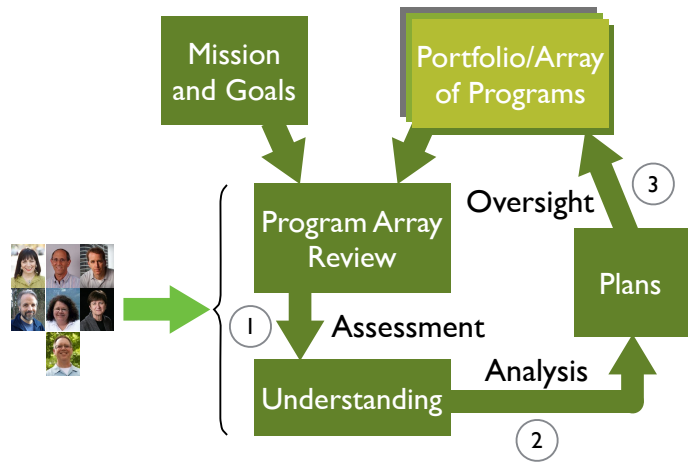 Mission
and Goals
Portfolio/Array
of Programs
Program Array
Review
Oversight
3
Plans
1
Assessment
Understanding
Analysis
2